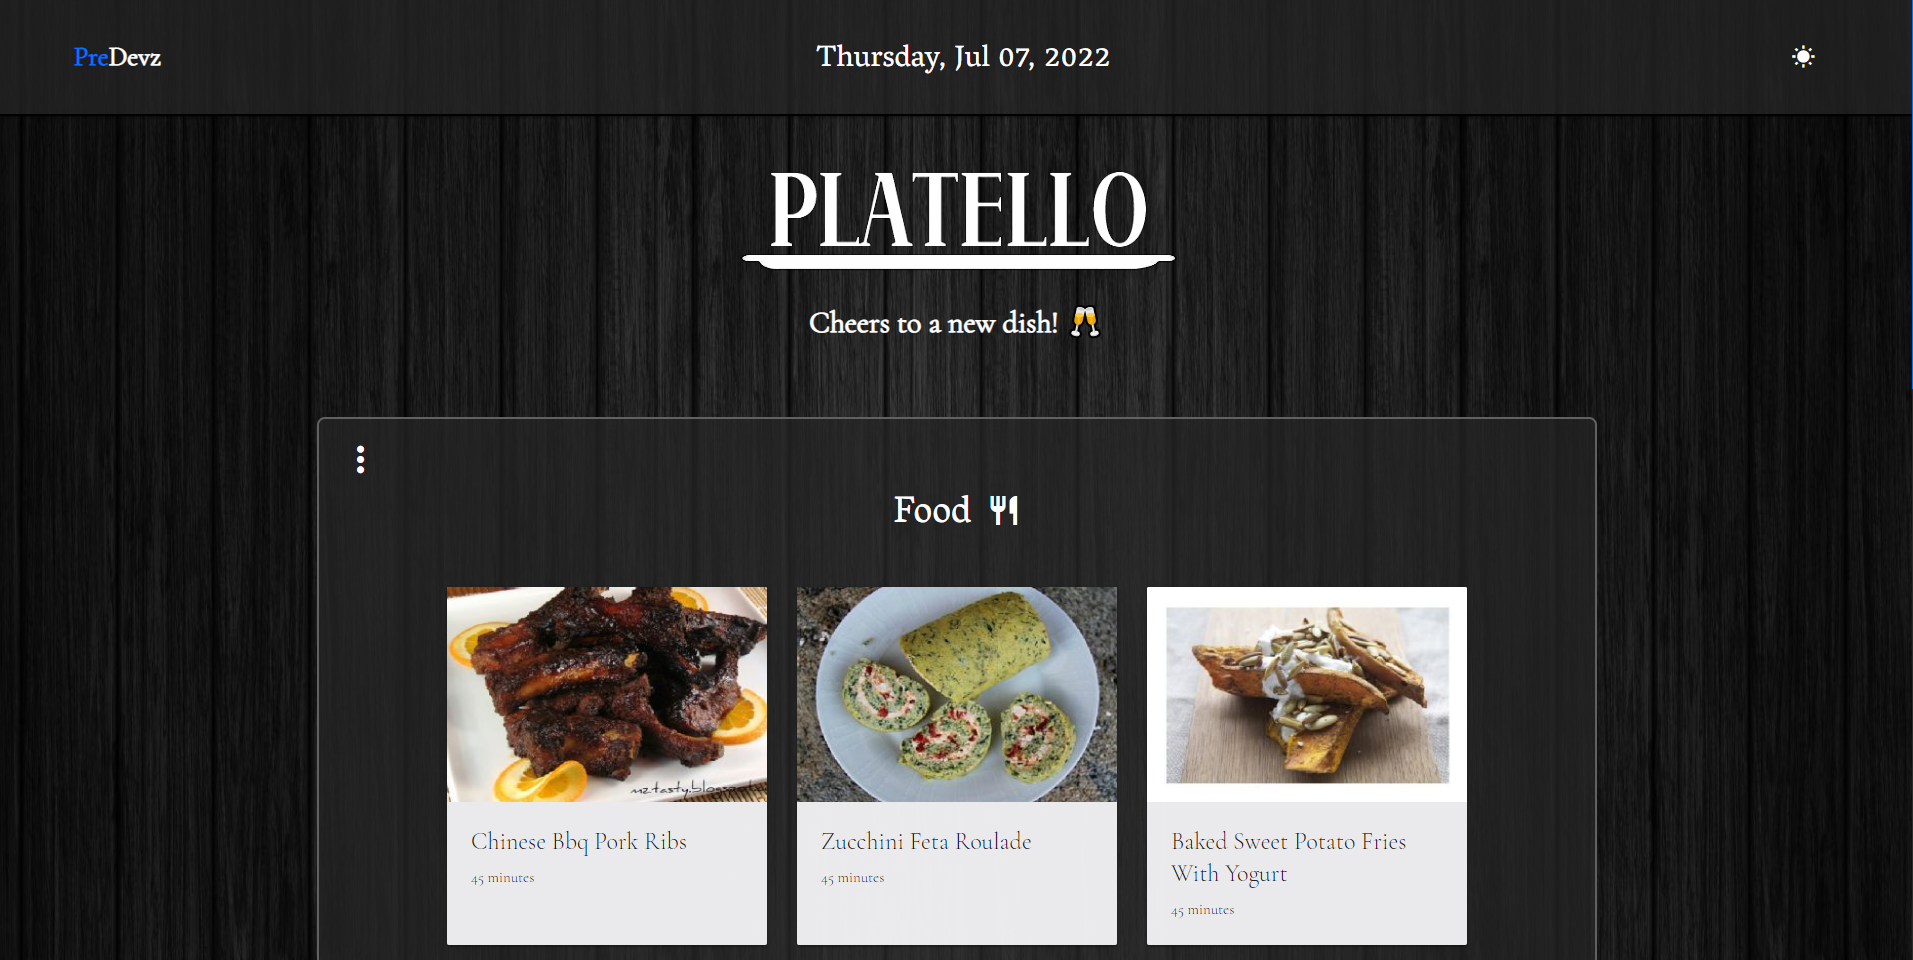 PreDevz
Thursday, Jul 07, 2022
PLATELLO
Cheers to a new dish!
Food
mztasty.blogspot
Chinese Bbq Pork Ribs
45 minutes
Zucchini Feta Roulade
45 minutes
Baked Sweet Potato Fries
With Yogurt
45 minutes